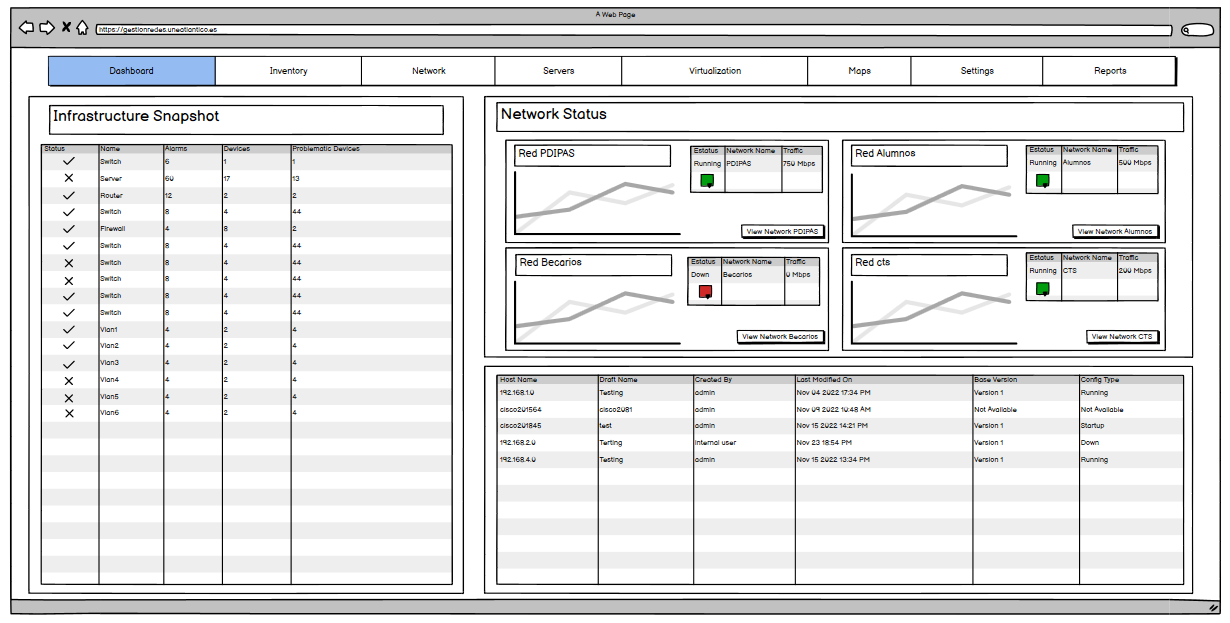 A Web Page
https://gestionredes.uneatlantico.es
Dashboard Inventory Network Servers Virtualization Maps Settings Reports
Infrastructure Snapshot
Status Name Alarms Devices Problematic Devices
Switch 6 1 1
Server 60 17 13
Router 12 2 2
Switch 8 4 44
Firewall 4 8 2
Switch 8 4 44
Switch 8 4 44
Switch 8 4 44
Switch 8 4 44
Switch 8 4 44
Vlan1 4 2 4
Vlan2 4 2 4
Vlan3 4 2 4
Vlan4 4 2 4
Vlan5 4 2 4
Vlan6 4 2 4
Network Status
Red PDIPAS
Estatus Network Name Traffic
Running PDIPAS 750 Mbps
View Network PDIPAS
Red Alumnos
Estatus Network Name Traffic
Running Alumnos 500 Mbps
View Network Alumnos
Red Becarios
Estatus Network Name Traffic
Down Becarios 0 Mbps
View Network Becarios
Red cts
Estatus Network Name Traffic
Running CTS 200 Mbps
View Network CTS
Host Name Draft Name Created By Last Modified On Base Version Config Type
192.168.1.0 Testing admin Nov 04 2022 17:34 PM Version 1 Running
cisco201564 cisco2081 admin Nov 09 2022 10:48 AM Not Available Not Available
cisco201845 test admin Nov 15 2022 14:21 PM Version 1 Startup
192.168.2.0 Terting Internal user Nov 23 18:54 PM Version 1 Down
192.168.4.0 Testing admin Nov 15 2022 13:34 PM Version 1 Running